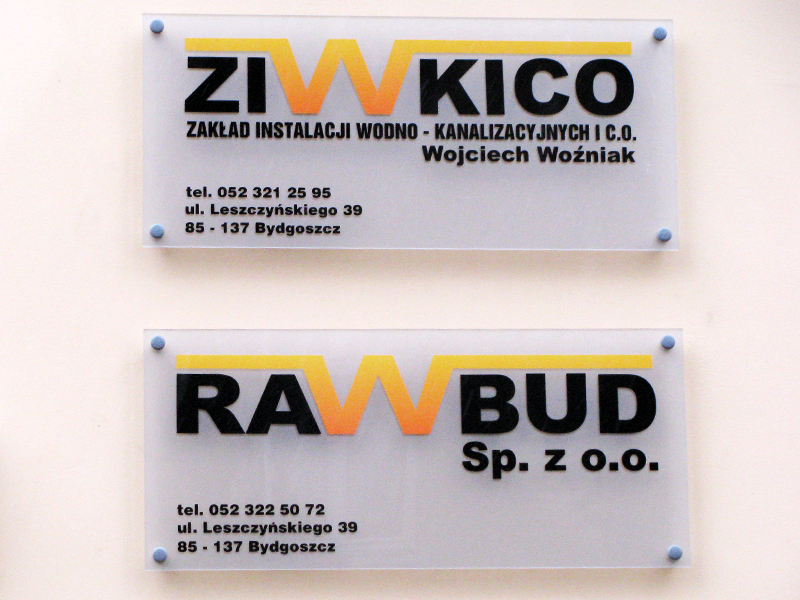 ZIWKICO
ZAKŁAD INSTALACJI WODNO - KANALIZACYJNYCH I C.O.
Wojciech Woźniak
tel. 052 321 25 95
ul. Leszczyńskiego 39
85 - 137 Bydgoszcz
RAWBUD
Sp. z o.o.
tel. 052 322 50 72
ul. Leszczyńskiego 39
85 - 137 Bydgoszcz